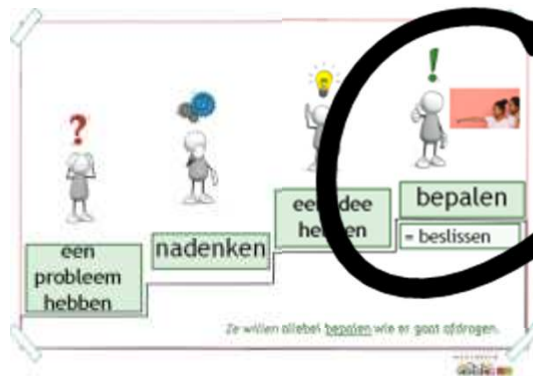 een
probleem
hebben
nadenken
een idee
hebben
bepalen
= beslissen
Ze willen allebei bepalen wie er gaat afdrogen.